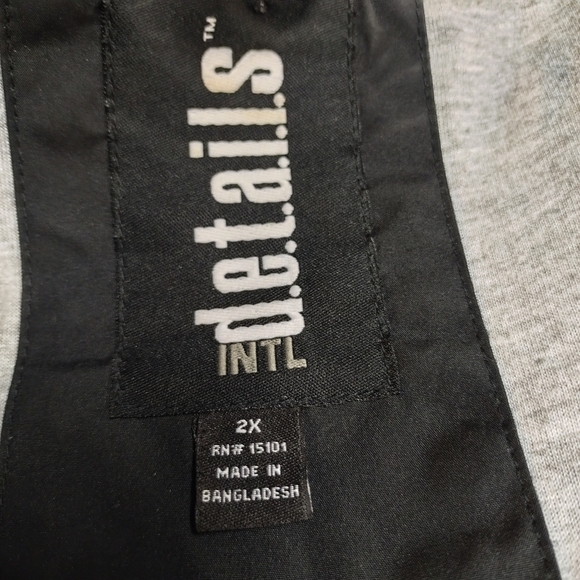 d.e.t.a.i.l.s™
INTL
2X
RN# 15101
MADE IN
BANGLADESH